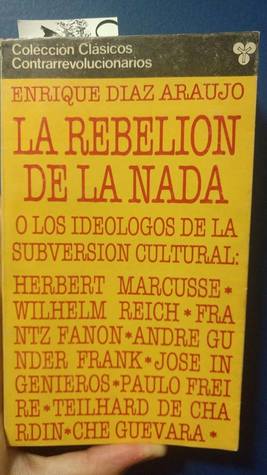 Colección Clásicos
Contrarrevolucionarios
ENRIQUE DIAZ ARAUJO
LA REBELION
DE LA NADA
O LOS IDEOLOGOS DE LA
SUBVERSION CULTURAL:
HERBERT MARCUSSE*
WILHELM REICH*FRA
NTZ FANON*ANDRE GU
NDER FRANK*JOSE IN
GENIEROS*PAULO FREI
RE*TEILHARD DE CHA
RDIN*CHE GUEVARA*